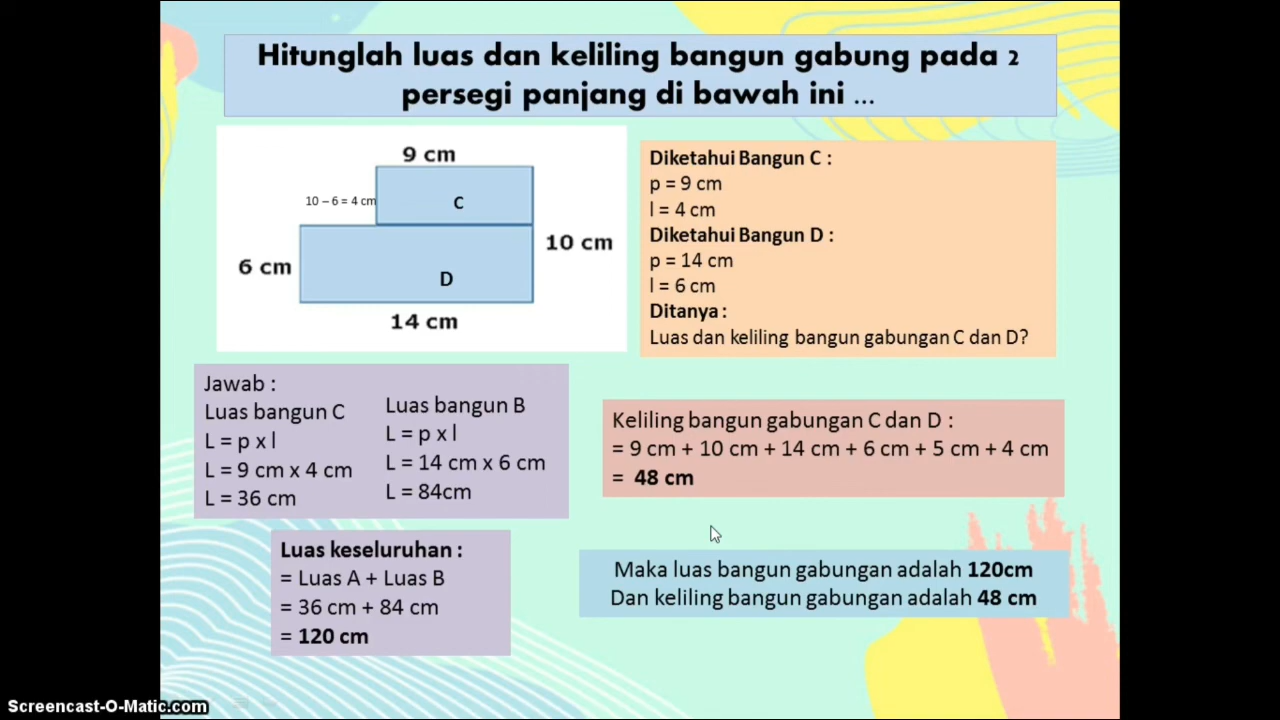 Hitunglah luas dan keliling bangun gabung pada 2
persegi panjang di bawah ini ...
9 cm
10 – 6 = 4 cm
C
10 cm
6 cm
D
14 cm
Diketahui Bangun C :
p = 9 cm
l = 4 cm
Diketahui Bangun D :
p = 14 cm
l = 6 cm
Ditanya :
Luas dan keliling bangun gabungan C dan D?
Jawab :
Luas bangun C
L = p x l
L = 9 cm x 4 cm
L = 36 cm
Luas bangun B
L = p x l
L = 14 cm x 6 cm
L = 84cm
Keliling bangun gabungan C dan D :
= 9 cm + 10 cm + 14 cm + 6 cm + 5 cm + 4 cm
= 48 cm
Luas keseluruhan :
= Luas A + Luas B
= 36 cm + 84 cm
= 120 cm
Maka luas bangun gabungan adalah 120cm
Dan keliling bangun gabungan adalah 48 cm
Screencast-O-Matic.com